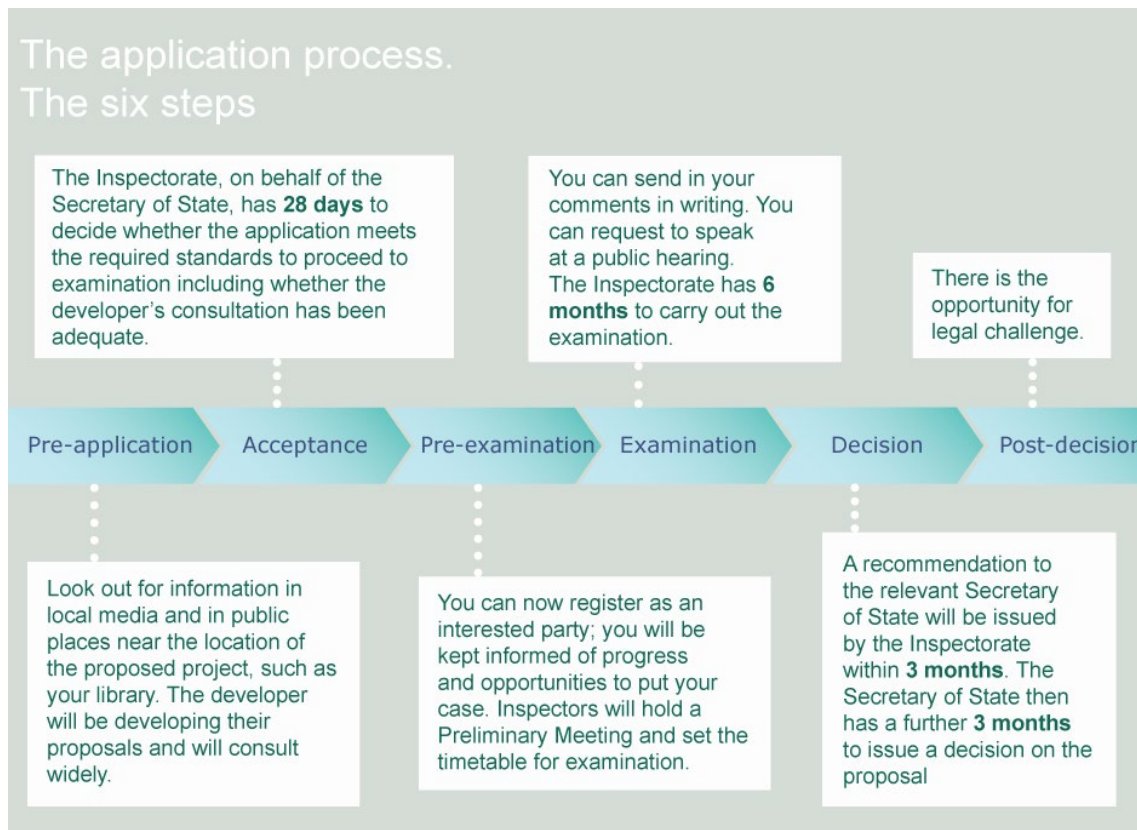 The application process.
The six steps
The Inspectorate, on behalf of the
Secretary of State, has 28 days to
decide whether the application meets
the required standards to proceed to
examination including whether the
developer's consultation has been
adequate.
You can send in your
comments in writing. You
can request to speak
at a public hearing.
The Inspectorate has 6
months to carry out the
examination.
There is the
opportunity for
legal challenge.
Pre-application
Acceptance
Pre-examination
Examination
Decision
Post-decision
Look out for information in
local media and in public
places near the location of
the proposed project, such as
your library. The developer
will be developing their
proposals and will consult
widely.
You can now register as an
interested party; you will be
kept informed of progress
and opportunities to put your
case. Inspectors will hold a
Preliminary Meeting and set the
timetable for examination.
A recommendation to
the relevant Secretary
of State will be issued
by the Inspectorate
within 3 months. The
Secretary of State then
has a further 3 months
to issue a decision on the
proposal